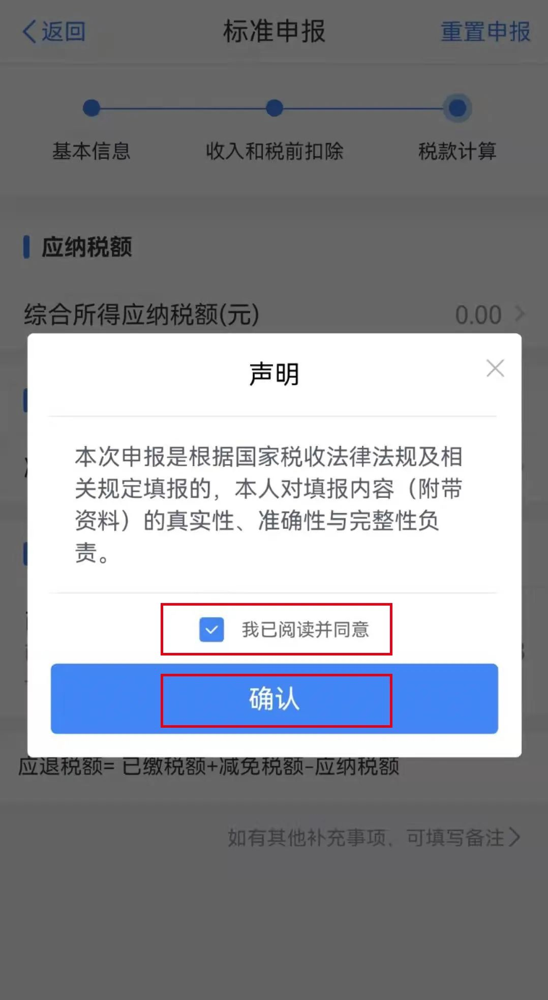 返回
标准申报
重置申报
基本信息
收入和税前扣除
税款计算
应纳税额
综合所得应纳税额(元)
0.00
声明
本次申报是根据国家税收法律法规及相
关规定填报的，本人对填报内容（附带
资料）的真实性、准确性与完整性负
责。
我已阅读并同意
确认
应退税额= 已缴税额+减免税额-应纳税额
如有其他补充事项，可填写备注